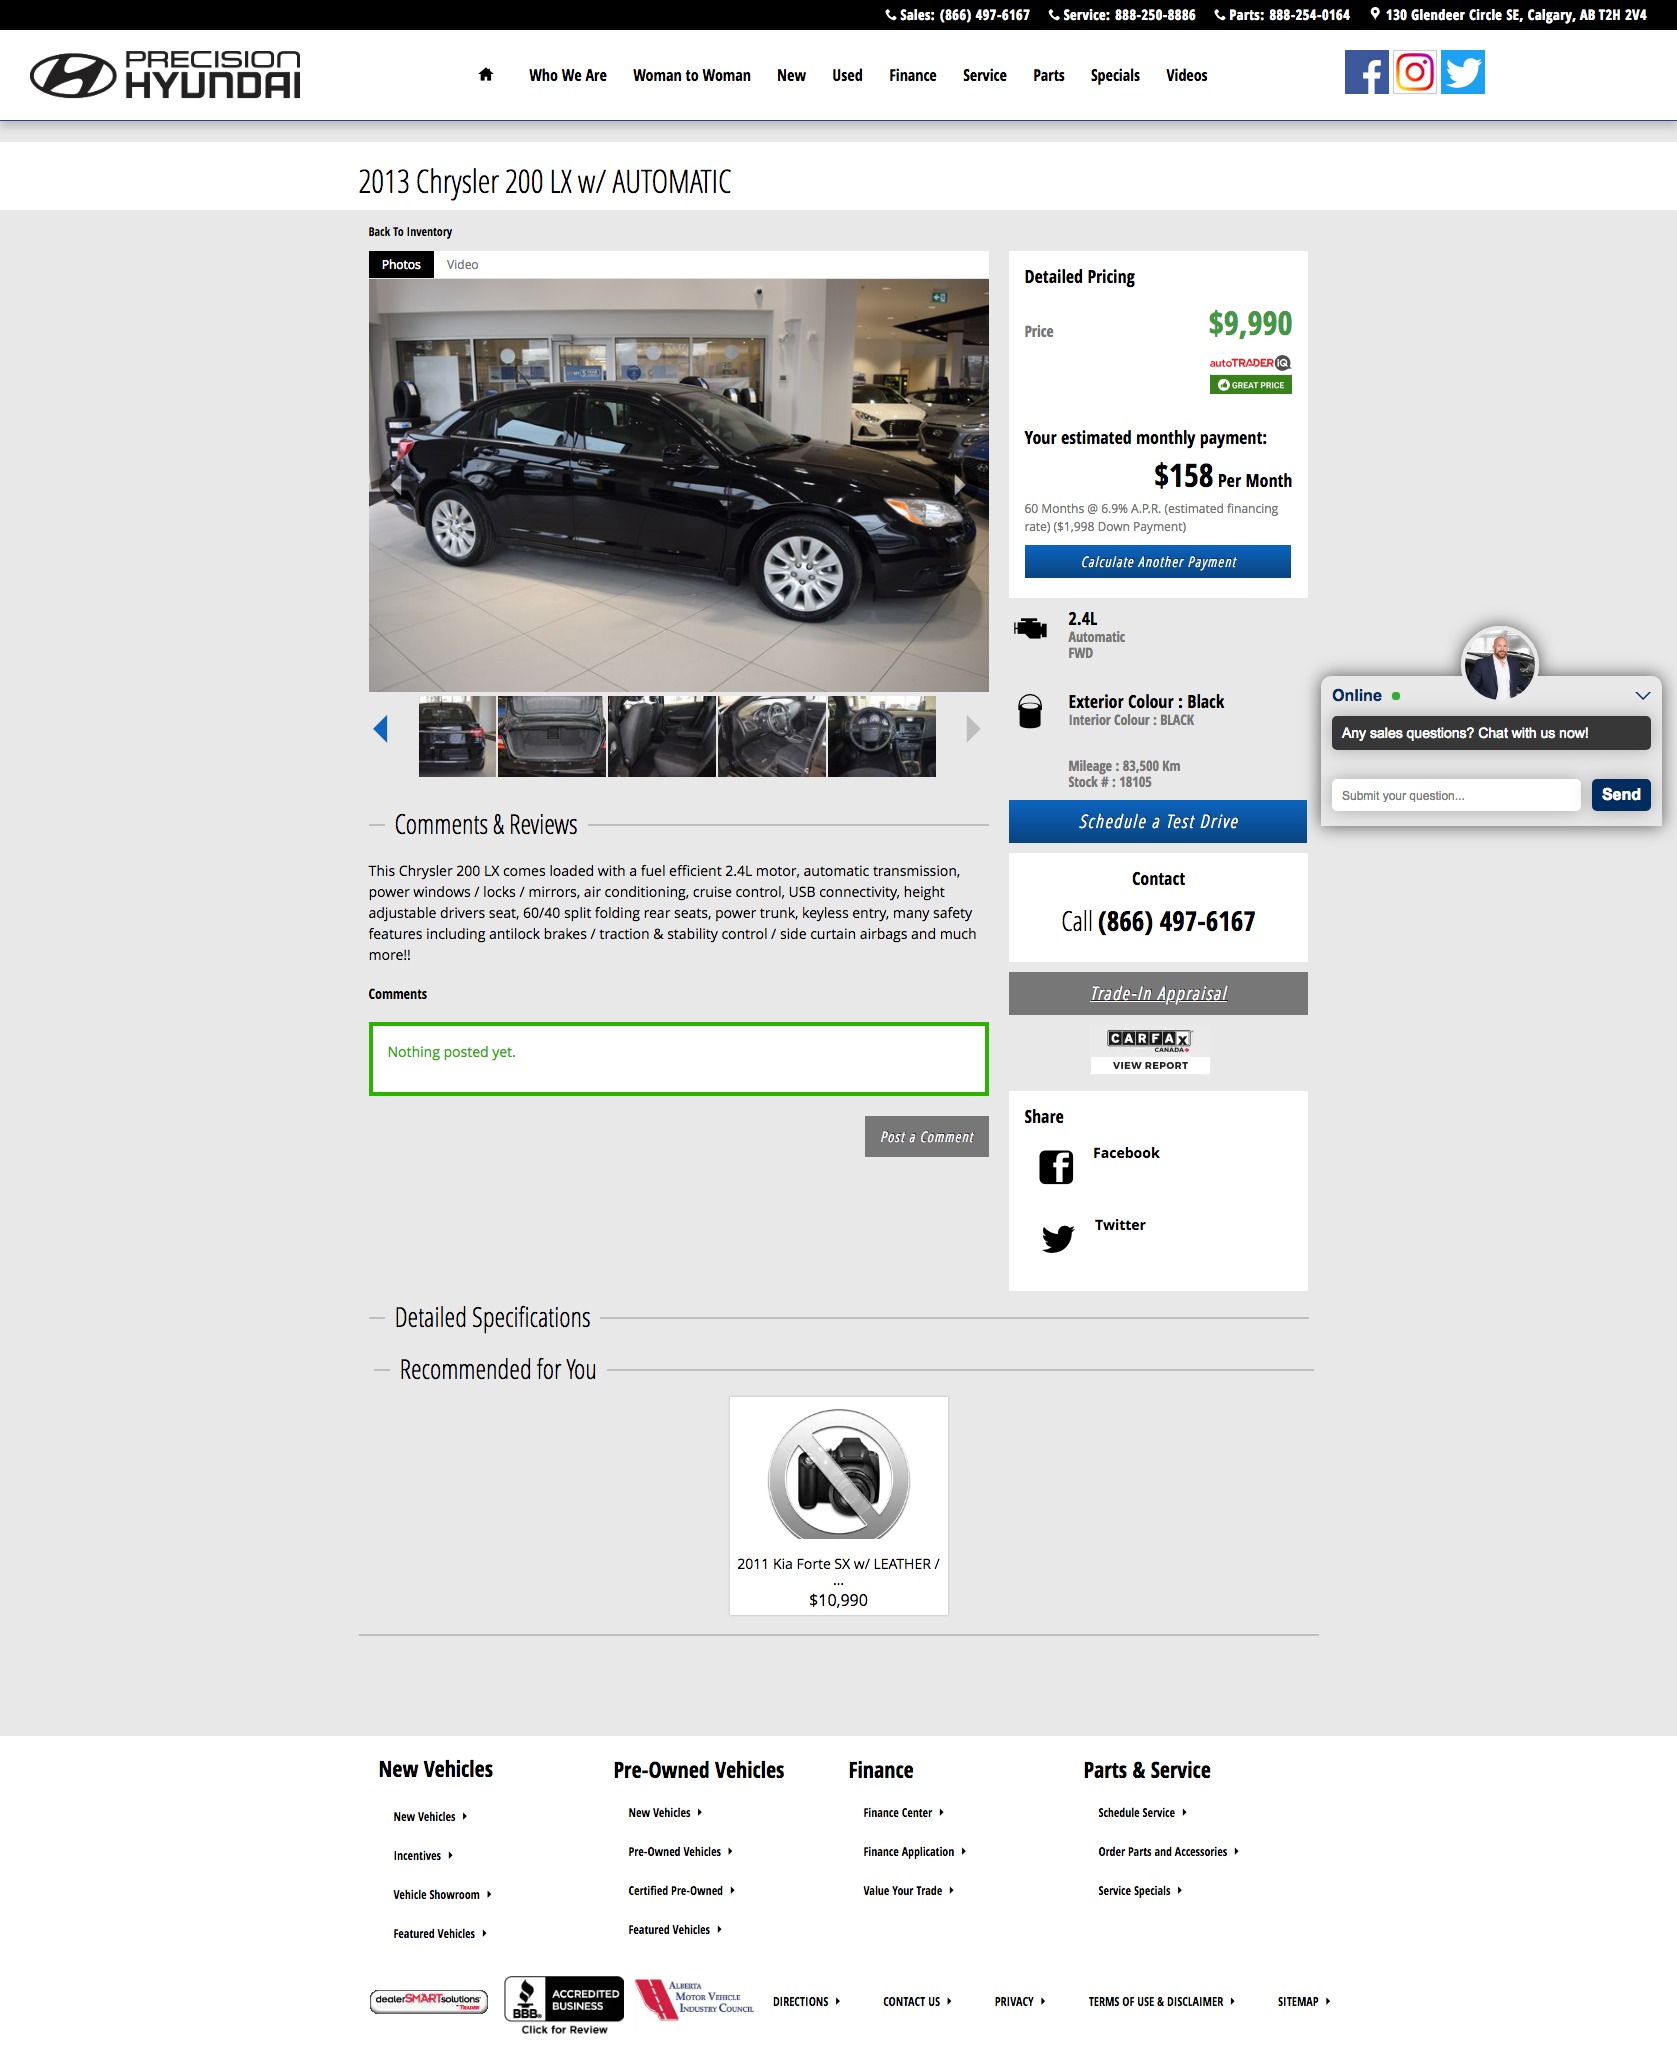 Sales: (866) 497-6167 Service: 888-250-8886 Parts: 888-254-0164 130 Glendeer Circle SE, Calgary, AB T2H 2V4
PRECISION
HYUNDAI
Who We Are Woman to Woman New Used Finance Service Parts Specials Videos
2013 Chrysler 200 LX w/ AUTOMATIC
Back To Inventory
Photos Video
Detailed Pricing
Price $9,990
autoTRADER iQ
GREAT PRICE
Your estimated monthly payment:
$158 Per Month
60 Months @ 6.9% A.P.R. (estimated financing
rate) ($1,998 Down Payment)
Calculate Another Payment
2.4L
Automatic
FWD
Exterior Colour : Black
Interior Colour : BLACK
Mileage : 83,500 Km
Stock # : 18105
Schedule a Test Drive
Contact
Call (866) 497-6167
Trade-In Appraisal
CARFAX
CANADA
VIEW REPORT
Share
Facebook
Twitter
Online
Any sales questions? Chat with us now!
Submit your question... Send
Comments & Reviews
This Chrysler 200 LX comes loaded with a fuel efficient 2.4L motor, automatic transmission,
power windows / locks / mirrors, air conditioning, cruise control, USB connectivity, height
adjustable drivers seat, 60/40 split folding rear seats, power trunk, keyless entry, many safety
features including antilock brakes / traction & stability control / side curtain airbags and much
more!!
Comments
Nothing posted yet.
Post a Comment
Detailed Specifications
Recommended for You
2011 Kia Forte SX w/ LEATHER /
...
$10,990
New Vehicles
New Vehicles
Incentives
Vehicle Showroom
Featured Vehicles
Pre-Owned Vehicles
New Vehicles
Pre-Owned Vehicles
Certified Pre-Owned
Featured Vehicles
Finance
Finance Center
Finance Application
Value Your Trade
Parts & Service
Schedule Service
Order Parts and Accessories
Service Specials
dealerSMARTsolutions
by TRADER
BBB.
ACCREDITED
BUSINESS
Click for Review
ALBERTA
MOTOR VEHICLE
INDUSTRY COUNCIL
DIRECTIONS CONTACT US PRIVACY TERMS OF USE & DISCLAIMER SITEMAP